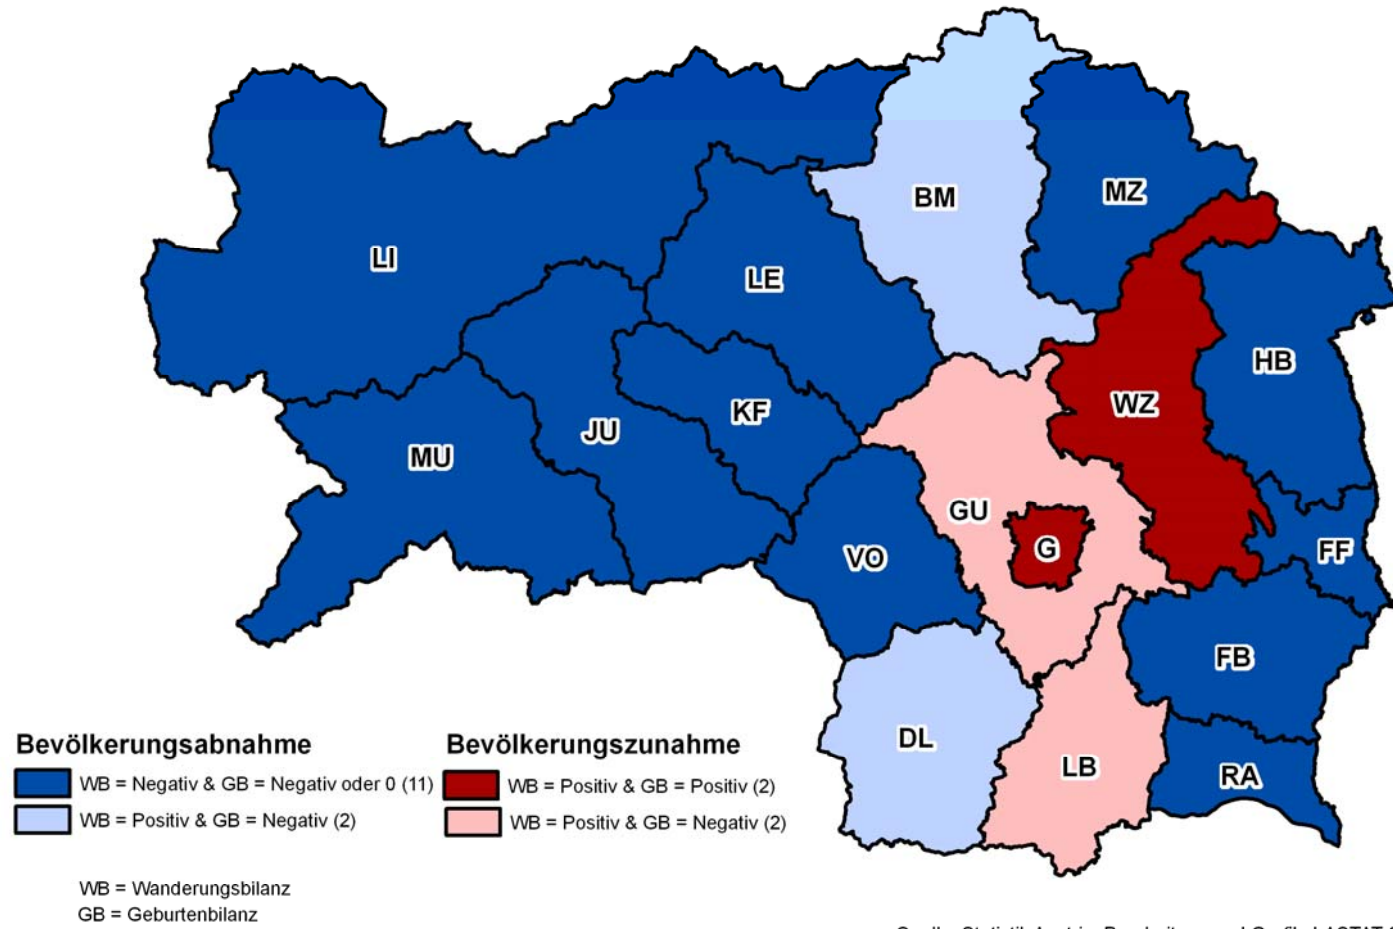 BM
MZ
LI
LE
HB
WZ
KF
JU
MU
GU
G
VO
FF
FB
DL
LB
RA
Bevölkerungsabnahme
WB = Negativ & GB = Negativ oder 0 (11)
WB = Positiv & GB = Negativ (2)
Bevölkerungszunahme
WB = Positiv & GB = Positiv (2)
WB = Positiv & GB = Negativ (2)
WB = Wanderungsbilanz
GB = Geburtenbilanz